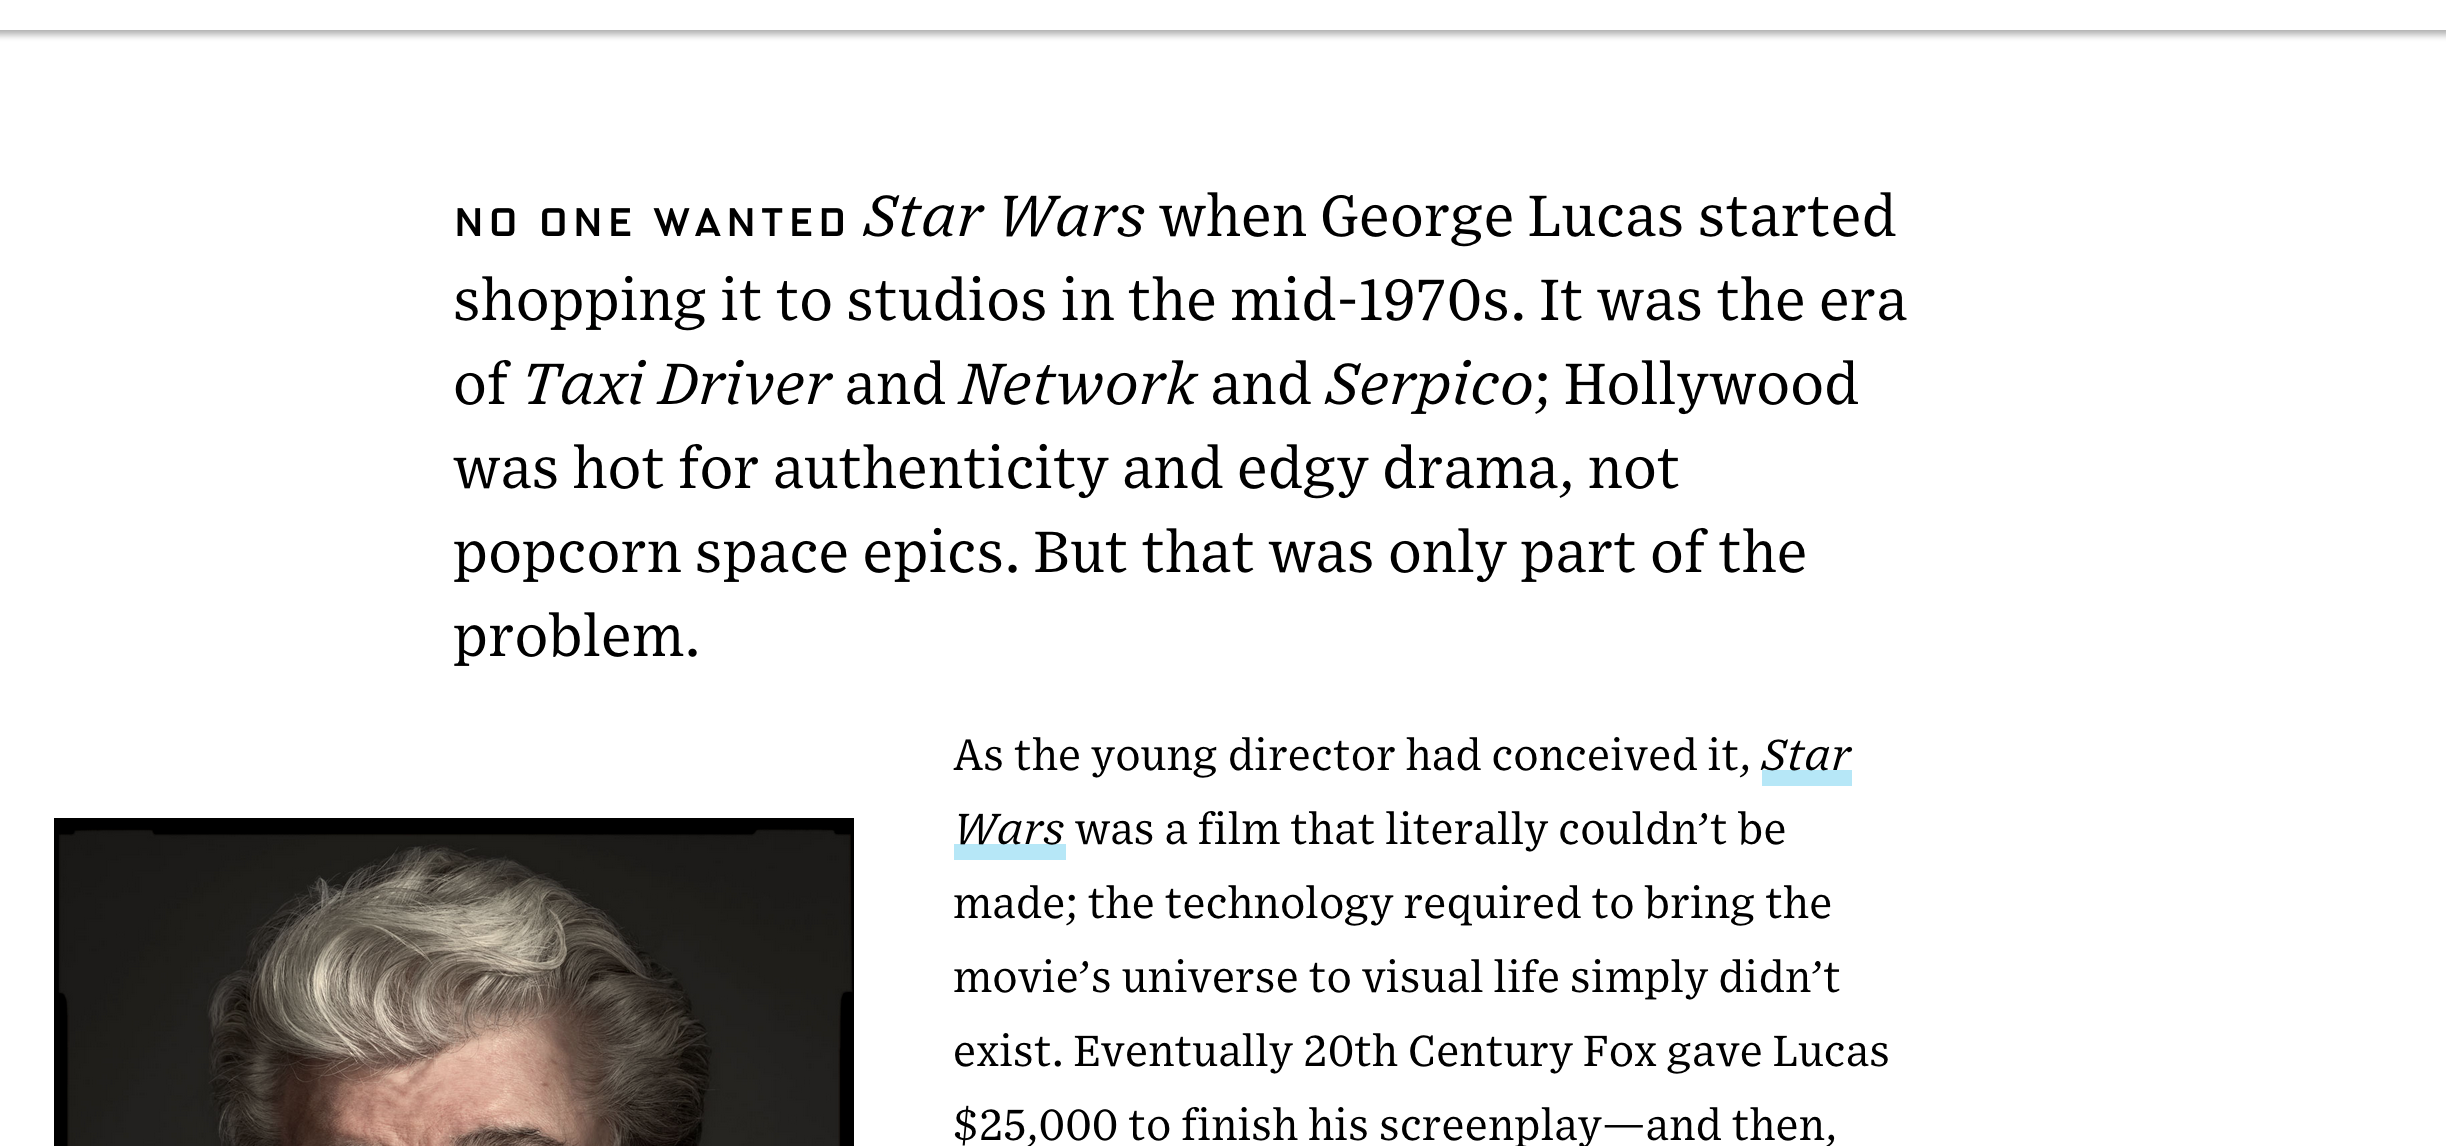 NO ONE WANTED Star Wars when George Lucas started
shopping it to studios in the mid-1970s. It was the era
of Taxi Driver and Network and Serpico; Hollywood
was hot for authenticity and edgy drama, not
popcorn space epics. But that was only part of the
problem.
As the young director had conceived it, Star
Wars was a film that literally couldn’t be
made; the technology required to bring the
movie’s universe to visual life simply didn’t
exist. Eventually 20th Century Fox gave Lucas
$25,000 to finish his screenplay—and then,